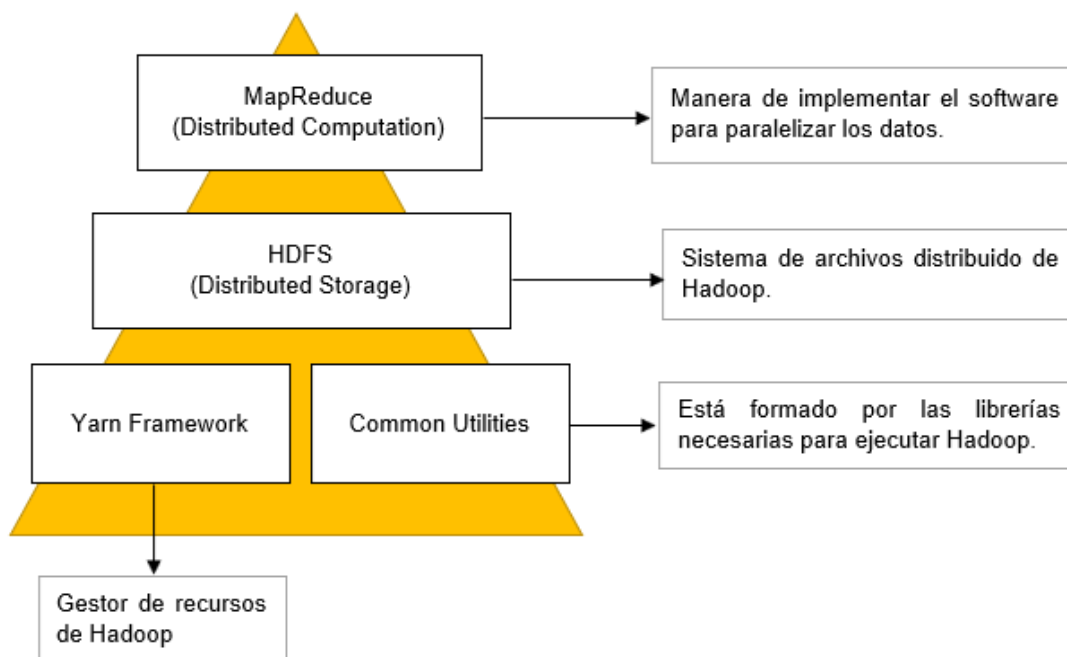 MapReduce
(Distributed Computation)
Manera de implementar el software
para paralelizar los datos.
HDFS
(Distributed Storage)
Sistema de archivos distribuido de
Hadoop.
Yarn Framework
Common Utilities
Está formado por las librerías
necesarias para ejecutar Hadoop.
Gestor de recursos
de Hadoop